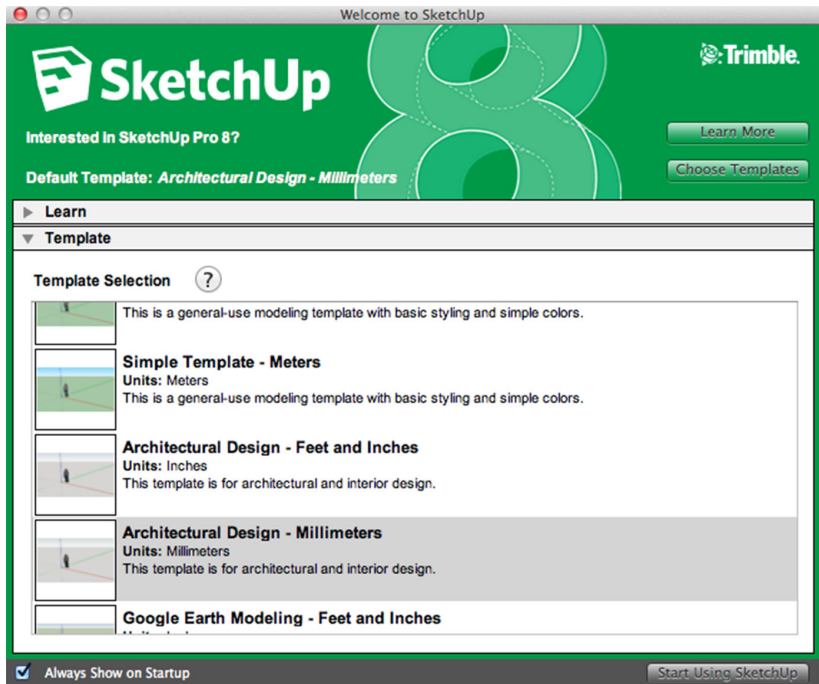 Welcome to SketchUp
SketchUp
Trimble.
Interested in SketchUp Pro 8?
Learn More
Default Template: Architectural Design - Millimeters
Choose Templates
Learn
Template
Template Selection ?
This is a general-use modeling template with basic styling and simple colors.
Simple Template - Meters
Units: Meters
This is a general-use modeling template with basic styling and simple colors.
Architectural Design - Feet and Inches
Units: Inches
This template is for architectural and interior design.
Architectural Design - Millimeters
Units: Millimeters
This template is for architectural and interior design.
Google Earth Modeling - Feet and Inches
Always Show on Startup
Start Using SketchUp